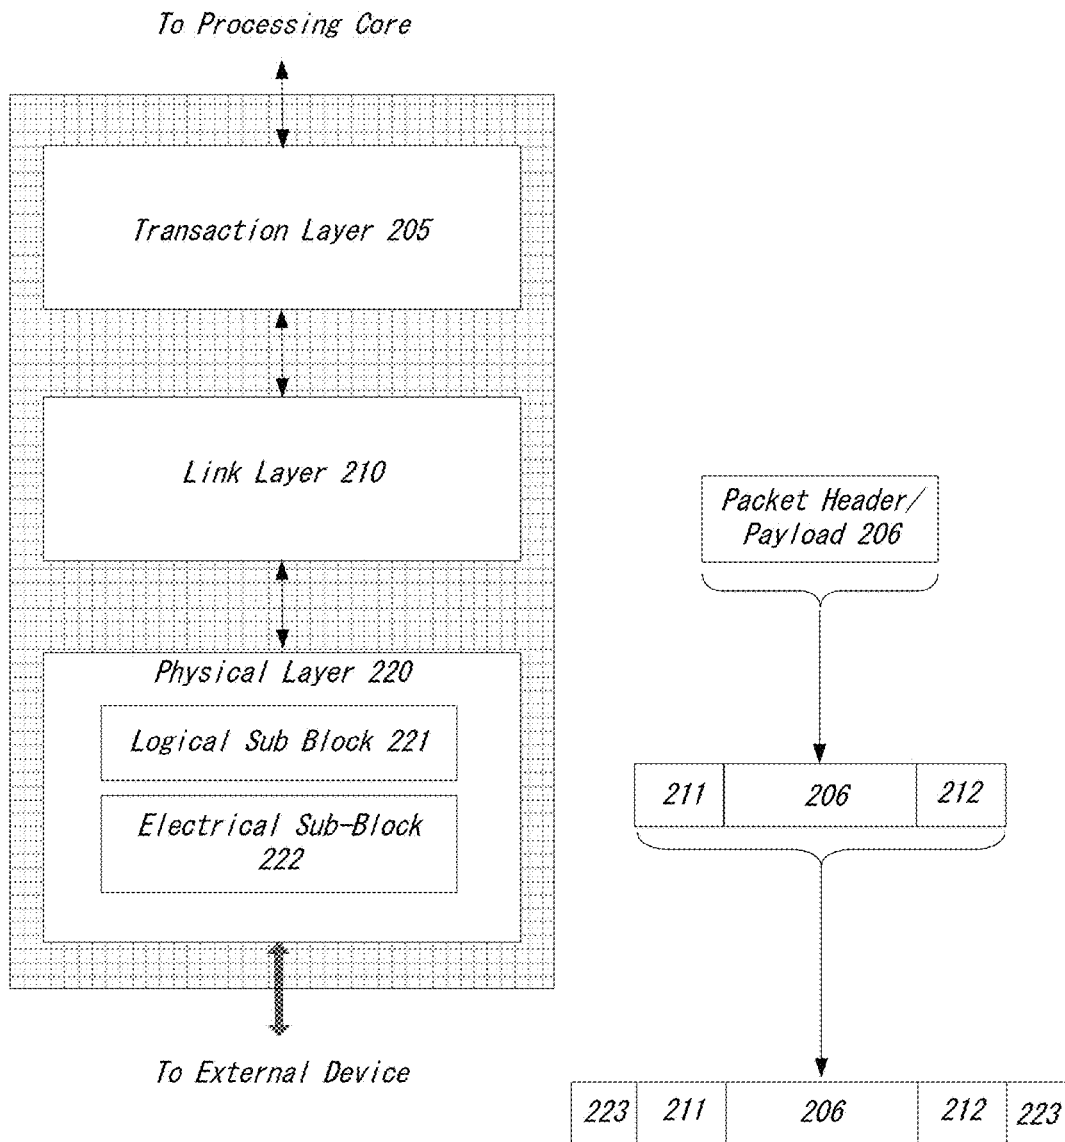 To Processing Core
Transaction Layer 205
Link Layer 210
Physical Layer 220
Logical Sub Block 221
Electrical Sub-Block
222
To External Device
Packet Header/
Payload 206
211 206 212
223 211 206 212 223